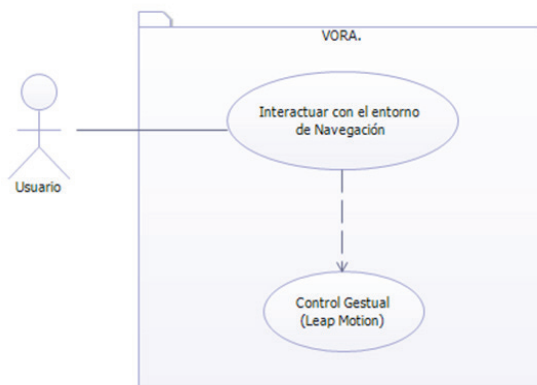 VORA.
Interactuar con el entorno
de Navegación
Usuario
Control Gestual
(Leap Motion)